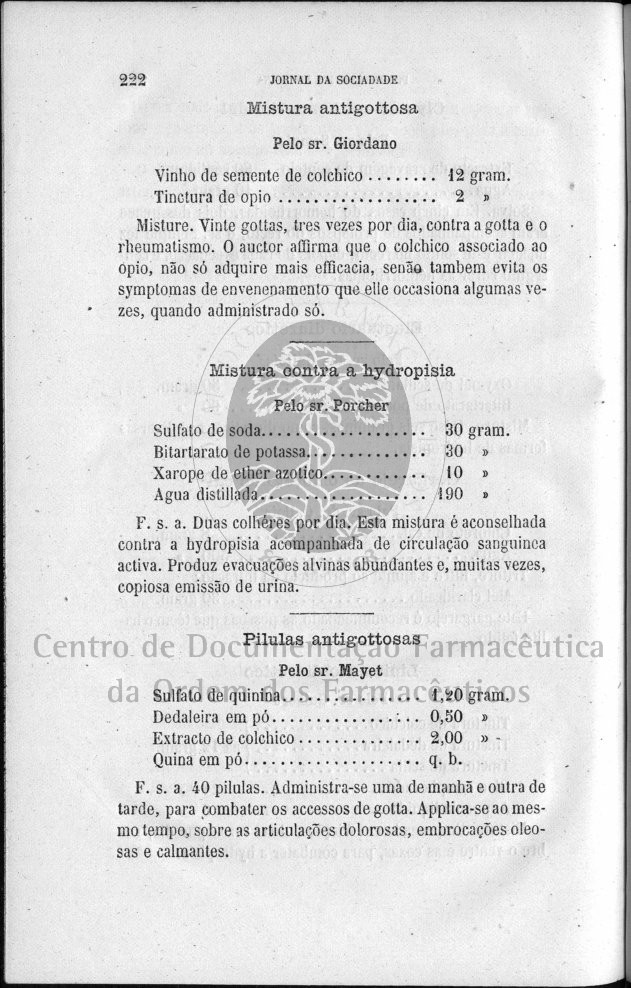 222 JORNAL DA SOCIADADE
Mistura antigottosa
Pelo sr. Giordano
Vinho de semente de colchico ........ 12 gram.
Tinctura de opio .................. 2 »
Misture. Vinte gottas, tres vezes por dia, contra a gotta e o
rheumatismo. O auctor affirma que o colchico associado ao
opio, não só adquire mais efficacia, senão tambem evita os
symptomas de envenenamento que elle occasiona algumas ve-
zes, quando administrado só.
Mistura contra a hydropisia
Pelo sr. Porcher
Sulfato de soda................... 30 gram.
Bitartarato de potassa.............. 30 »
Xarope de ether azotico............ 10 »
Agua distillada................... 190 »
F. s. a. Duas colhéres por dia. Esta mistura é aconselhada
contra a hydropisia acompanhada de circulação sanguinea
activa. Produz evacuações alvinas abundantes e, muitas vezes,
copiosa emissão de urina.
Pilulas antigottosas
Centro de Documentação Farmacêutica
Pelo sr. Mayet
da Ordem dos Farmacêuticos
Sulfato de quinina................ 1,20 gram.
Dedaleira em pó................. 0,50 »
Extracto de colchico.............. 2,00 »
Quina em pó.................... q. b.
F. s. a. 40 pilulas. Administra-se uma de manhã e outra de
tarde, para combater os accessos de gotta. Applica-se ao mes-
mo tempo, sobre as articulações dolorosas, embrocações oleo-
sas e calmantes.